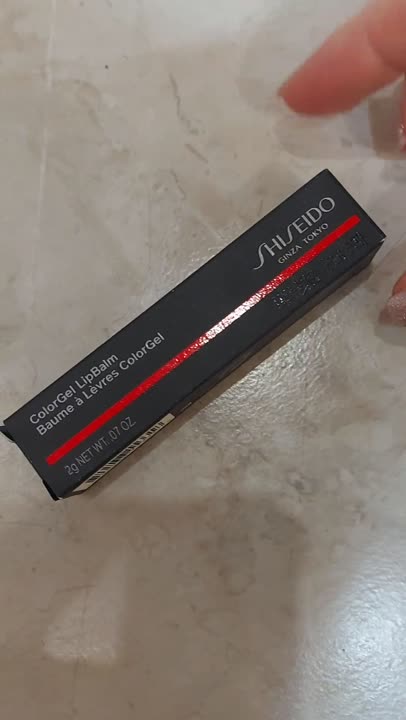 SHISEIDO
GINZA TOKYO
ColorGel LipBalm
Baume à Lèvres ColorGel
2g NET WT. .07 OZ.